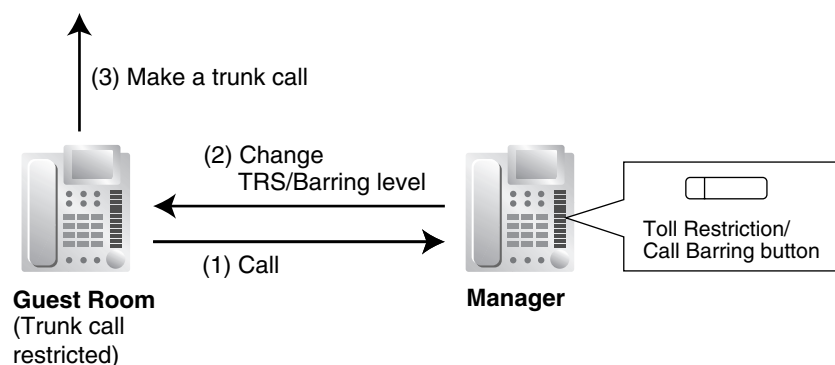 (3) Make a trunk call
(2) Change
TRS/Barring level
(1) Call
Toll Restriction/
Call Barring button
Guest Room
(Trunk call
restricted)
Manager